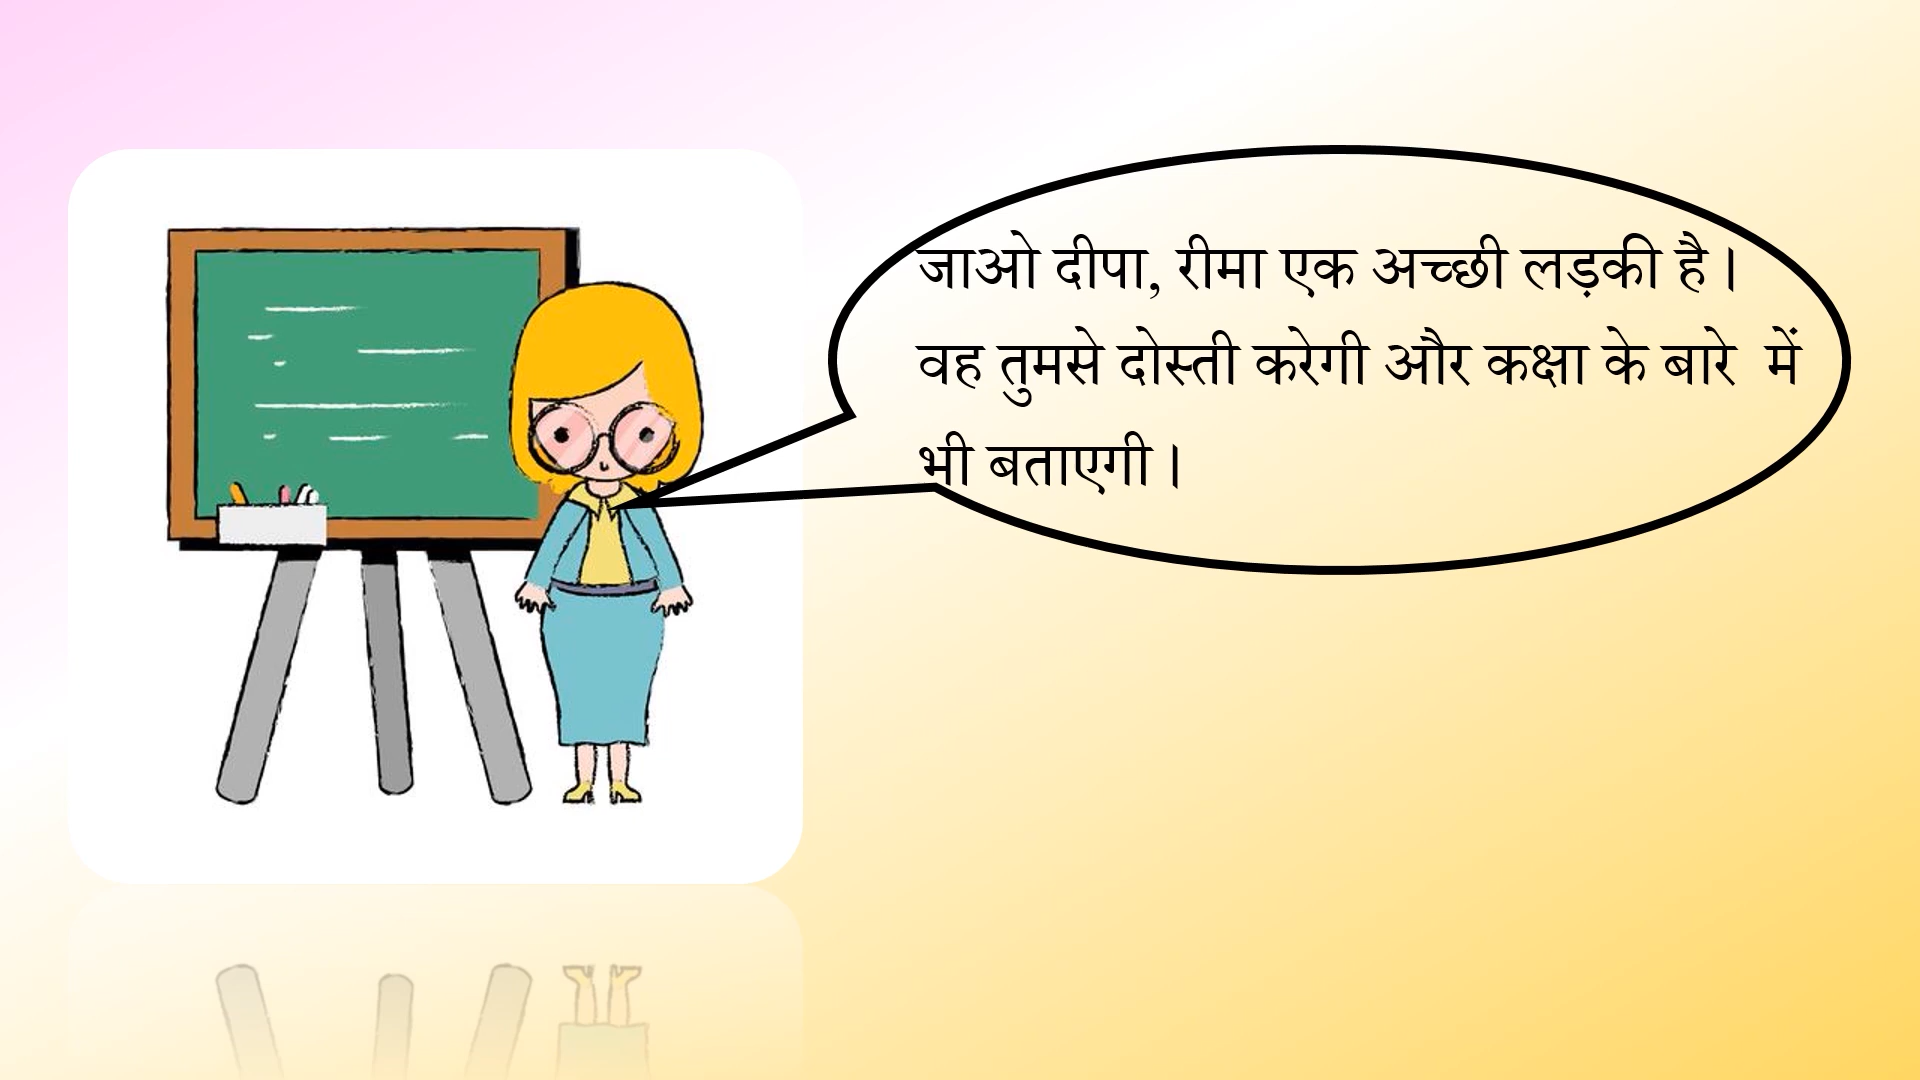 जाओ दीपा, रीमा एक अच्छी लड़की है।
वह तुमसे दोस्ती करेगी और कक्षा के बारे में
भी बताएगी।